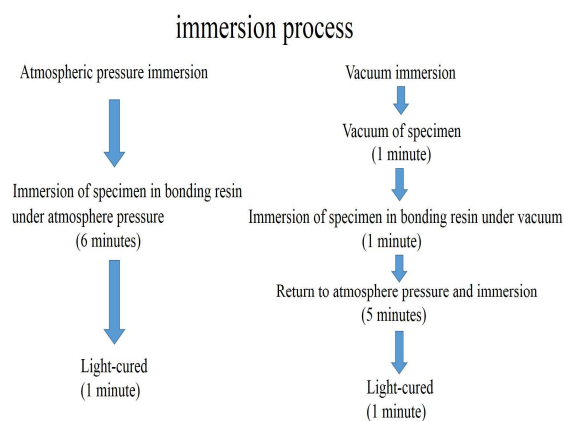 immersion process
Atmospheric pressure immersion
Immersion of specimen in bonding resin
under atmosphere pressure
(6 minutes)
Light-cured
(1 minute)
Vacuum immersion
Vacuum of specimen
(1 minute)
Immersion of specimen in bonding resin under vacuum
(1 minute)
Return to atmosphere pressure and immersion
(5 minutes)
Light-cured
(1 minute)